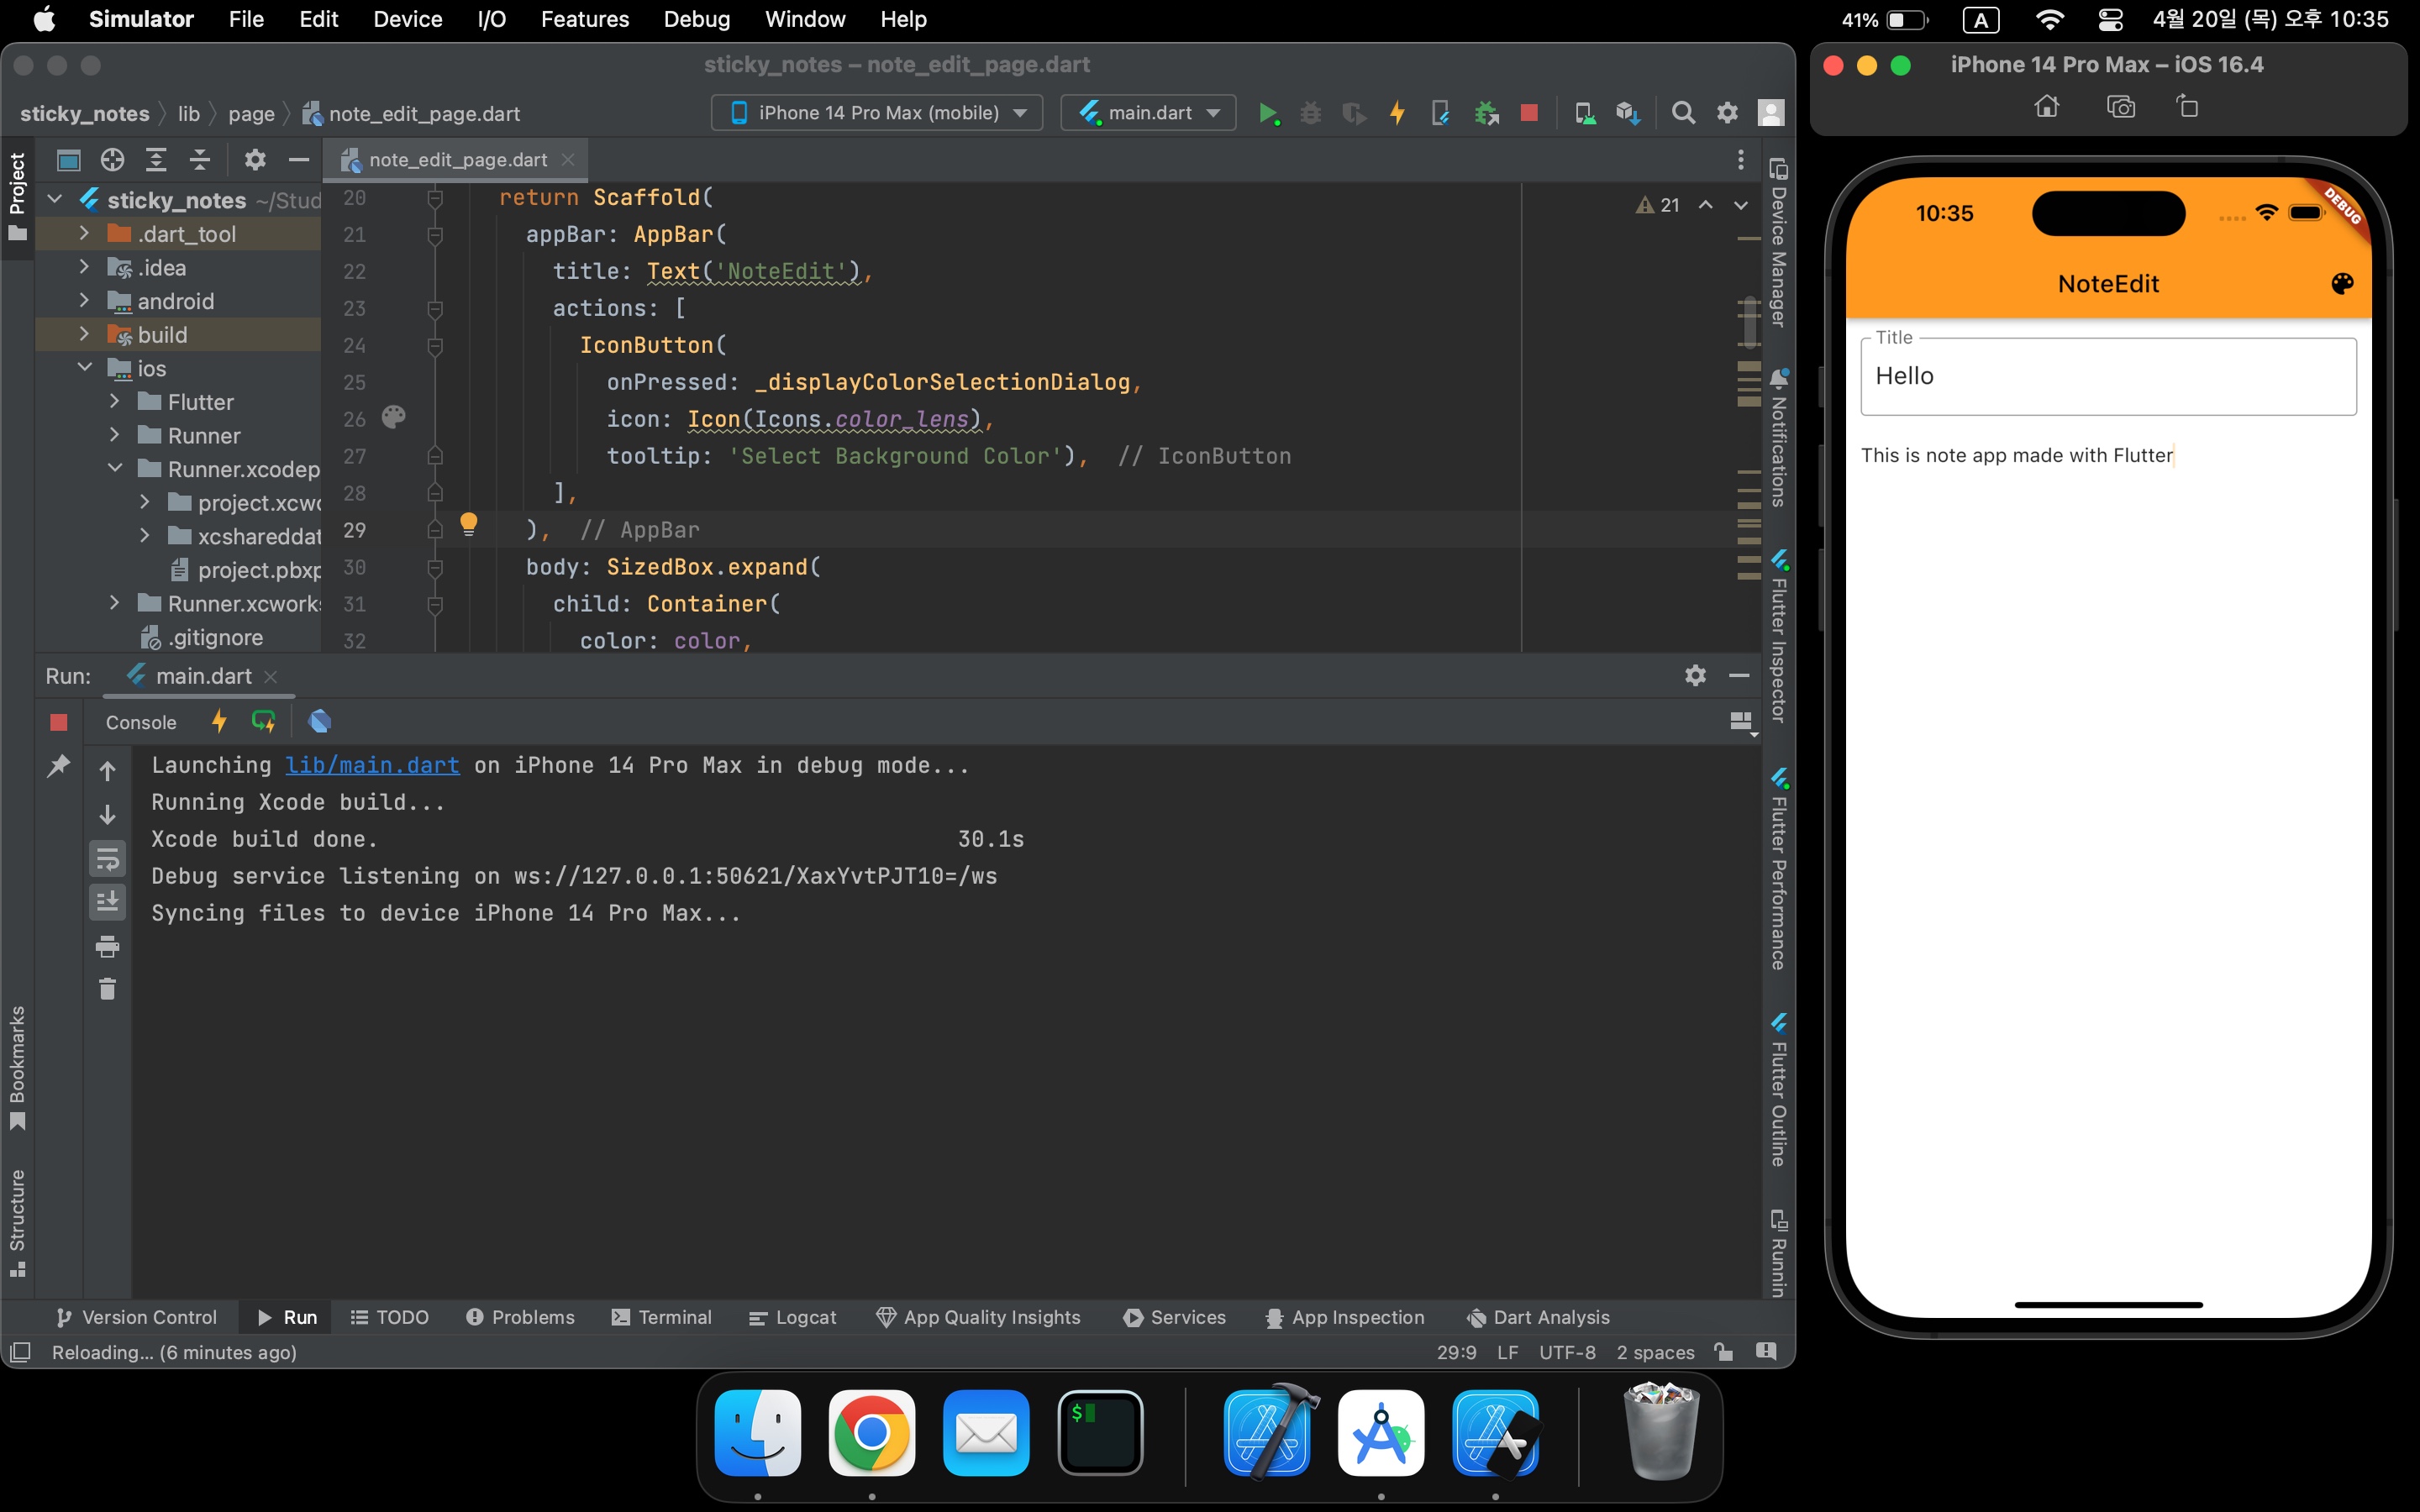 Simulator File Edit Device I/O Features Debug Window Help
41% A 4월 20일 (목) 오후 10:35
sticky_notes – note_edit_page.dart
sticky_notes lib page note_edit_page.dart
iPhone 14 Pro Max (mobile) main.dart
Project
note_edit_page.dart
sticky_notes ~/Stud
.dart_tool
.idea
android
build
ios
Flutter
Runner
Runner.xcodep
project.xcwo
xcshareddat
project.pbxp
Runner.xcworks
.gitignore
20 return Scaffold(
21 appBar: AppBar(
22 title: Text('NoteEdit'),
23 actions: [
24 IconButton(
25 onPressed: _displayColorSelectionDialog,
26 icon: Icon(Icons.color_lens),
27 tooltip: 'Select Background Color'), // IconButton
28 ],
29 ), // AppBar
30 body: SizedBox.expand(
31 child: Container(
32 color: color,
21
Device Manager
Notifications
Flutter Inspector
Flutter Performance
Flutter Outline
Runnin
Run: main.dart
Console
Launching lib/main.dart on iPhone 14 Pro Max in debug mode...
Running Xcode build...
Xcode build done. 30.1s
Debug service listening on ws://127.0.0.1:50621/XaxYvtPJT10=/ws
Syncing files to device iPhone 14 Pro Max...
Bookmarks
Structure
Version Control Run TODO Problems Terminal Logcat App Quality Insights Services App Inspection Dart Analysis
Reloading... (6 minutes ago)
29:9 LF UTF-8 2 spaces
iPhone 14 Pro Max – iOS 16.4
10:35
DEBUG
NoteEdit
Title
Hello
This is note app made with Flutter
$